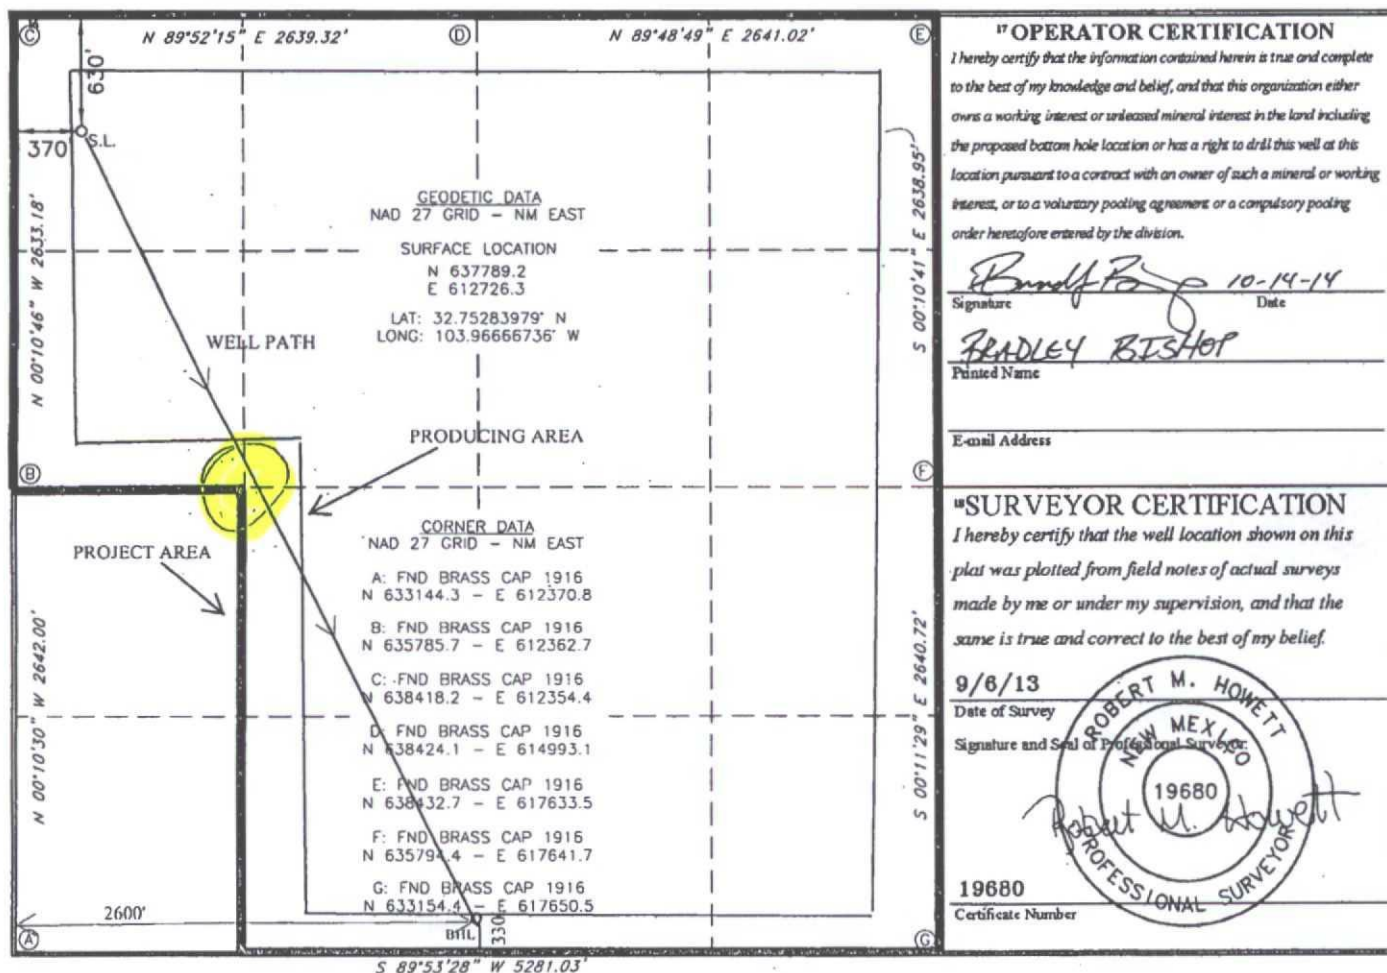 C
N 89°52'15" E 2639.32'
D
N 89°48'49" E 2641.02'
E
630'
370
S.L.
N 00°10'46" W 2633.18'
S 00°10'41" E 2638.95'
GEODETIC DATA
NAD 27 GRID - NM EAST
SURFACE LOCATION
N 637789.2
E 612726.3
LAT: 32.75283979° N
LONG: 103.96666736° W
WELL PATH
PRODUCING AREA
B
F
PROJECT AREA
CORNER DATA
NAD 27 GRID - NM EAST
A: FND BRASS CAP 1916
N 633144.3 - E 612370.8
B: FND BRASS CAP 1916
N 635785.7 - E 612362.7
C: FND BRASS CAP 1916
N 638418.2 - E 612354.4
D: FND BRASS CAP 1916
N 638424.1 - E 614993.1
E: FND BRASS CAP 1916
N 638432.7 - E 617633.5
F: FND BRASS CAP 1916
N 635794.4 - E 617641.7
G: FND BRASS CAP 1916
N 633154.4 - E 617650.5
N 00°10'30" W 2642.00'
S 00°11'29" E 2640.72'
2600'
BHL
330
A
G
S 89°53'28" W 5281.03'
17 OPERATOR CERTIFICATION
I hereby certify that the information contained herein is true and complete
to the best of my knowledge and belief, and that this organization either
owns a working interest or unleased mineral interest in the land including
the proposed bottom hole location or has a right to drill this well at this
location pursuant to a contract with an owner of such a mineral or working
interest, or to a voluntary pooling agreement or a compulsory pooling
order heretofore entered by the division.
10-14-14
Signature Date
BRADLEY BISHOP
Printed Name
E-mail Address
18 SURVEYOR CERTIFICATION
I hereby certify that the well location shown on this
plat was plotted from field notes of actual surveys
made by me or under my supervision, and that the
same is true and correct to the best of my belief.
9/6/13
Date of Survey
Signature and Seal of Professional Surveyor:
ROBERT M. HOWETT
NEW MEXICO
19680
Robert M. Howett
PROFESSIONAL SURVEYOR
19680
Certificate Number